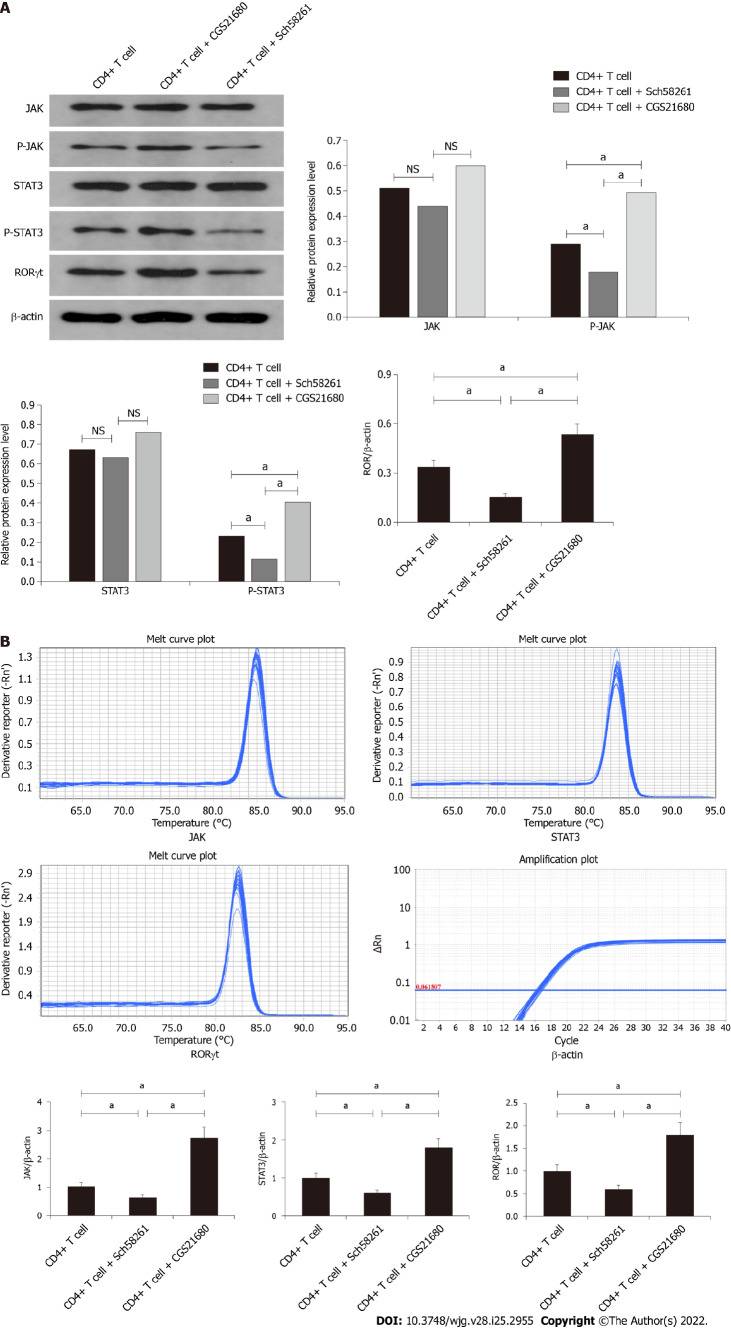 A
CD4+ T cell
CD4+ T cell + CGS21680
CD4+ T cell + Sch58261
JAK
P-JAK
STAT3
P-STAT3
RORγt
β-actin
CD4+ T cell
CD4+ T cell + Sch58261
CD4+ T cell + CGS21680
Relative protein expression level
0.7
0.6
0.5
0.4
0.3
0.2
0.1
0.0
NS
NS
a
a
a
JAK
P-JAK
CD4+ T cell
CD4+ T cell + Sch58261
CD4+ T cell + CGS21680
Relative protein expression level
0.9
0.8
0.7
0.6
0.5
0.4
0.3
0.2
0.1
0.0
NS
NS
a
a
a
STAT3
P-STAT3
ROR/β-actin
0.9
0.6
0.3
0.0
a
a
a
CD4+ T cell
CD4+ T cell + Sch58261
CD4+ T cell + CGS21680
B
Melt curve plot
Derivative reporter (-Rn')
1.3
1.1
0.9
0.7
0.5
0.3
0.1
65.0 70.0 75.0 80.0 85.0 90.0 95.0
Temperature (°C)
JAK
Melt curve plot
Derivative reporter (-Rn')
0.9
0.8
0.7
0.6
0.5
0.4
0.3
0.2
0.1
0.0
65.0 70.0 75.0 80.0 85.0 90.0 95.0
Temperature (°C)
STAT3
Melt curve plot
Derivative reporter (-Rn')
2.9
2.4
1.9
1.4
0.9
0.4
65.0 70.0 75.0 80.0 85.0 90.0 95.0
Temperature (°C)
RORγt
Amplification plot
ΔRn
100
10
1
0.1
0.01
0.061807
2 4 6 8 10 12 14 16 18 20 22 24 26 28 30 32 34 36 38 40
Cycle
β-actin
JAK/β-actin
4
3
2
1
0
a
a
a
CD4+ T cell
CD4+ T cell + Sch58261
CD4+ T cell + CGS21680
STAT3/β-actin
3
2
1
0
a
a
a
CD4+ T cell
CD4+ T cell + Sch58261
CD4+ T cell + CGS21680
ROR/β-actin
2.5
2.0
1.5
1.0
0.5
0.0
a
a
a
CD4+ T cell
CD4+ T cell + Sch58261
CD4+ T cell + CGS21680
DOI: 10.3748/wjg.v28.i25.2955 Copyright ©The Author(s) 2022.